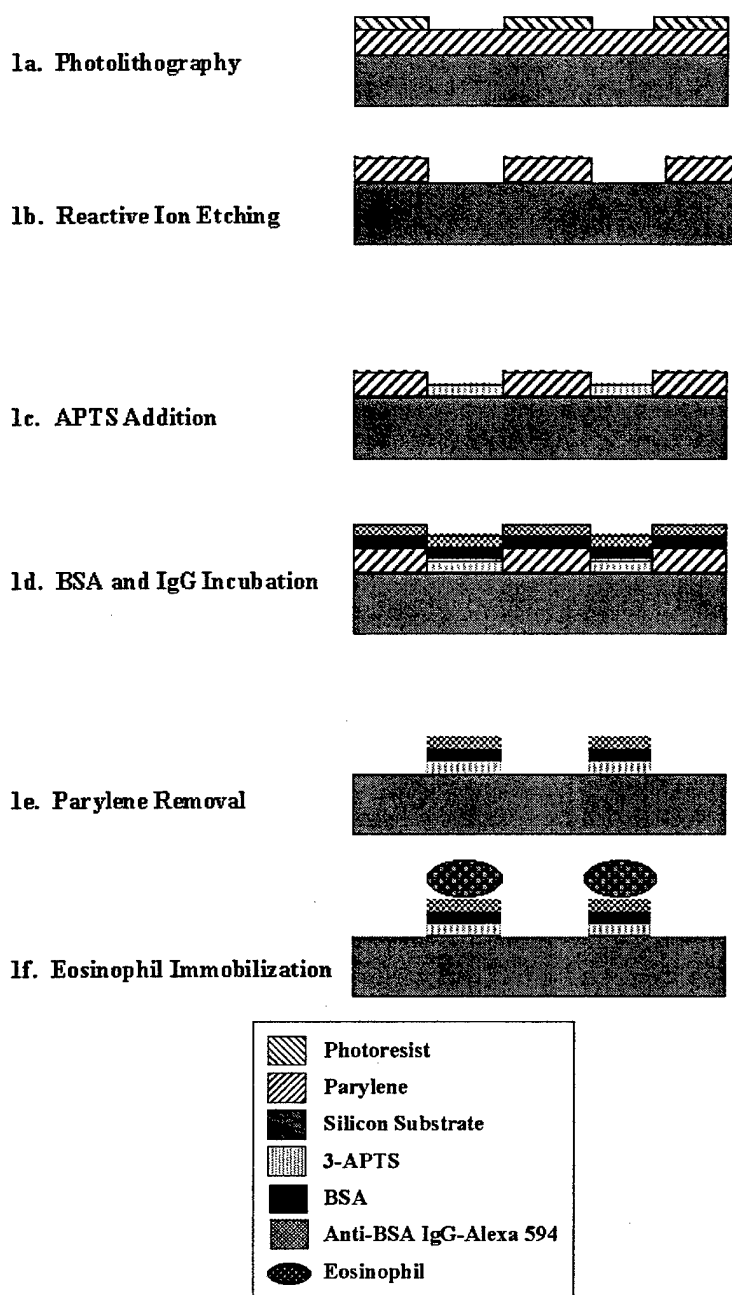 1a. Photolithography
1b. Reactive Ion Etching
1c. APTS Addition
1d. BSA and IgG Incubation
1e. Parylene Removal
1f. Eosinophil Immobilization
Photoresist
Parylene
Silicon Substrate
3-APTS
BSA
Anti-BSA IgG-Alexa 594
Eosinophil